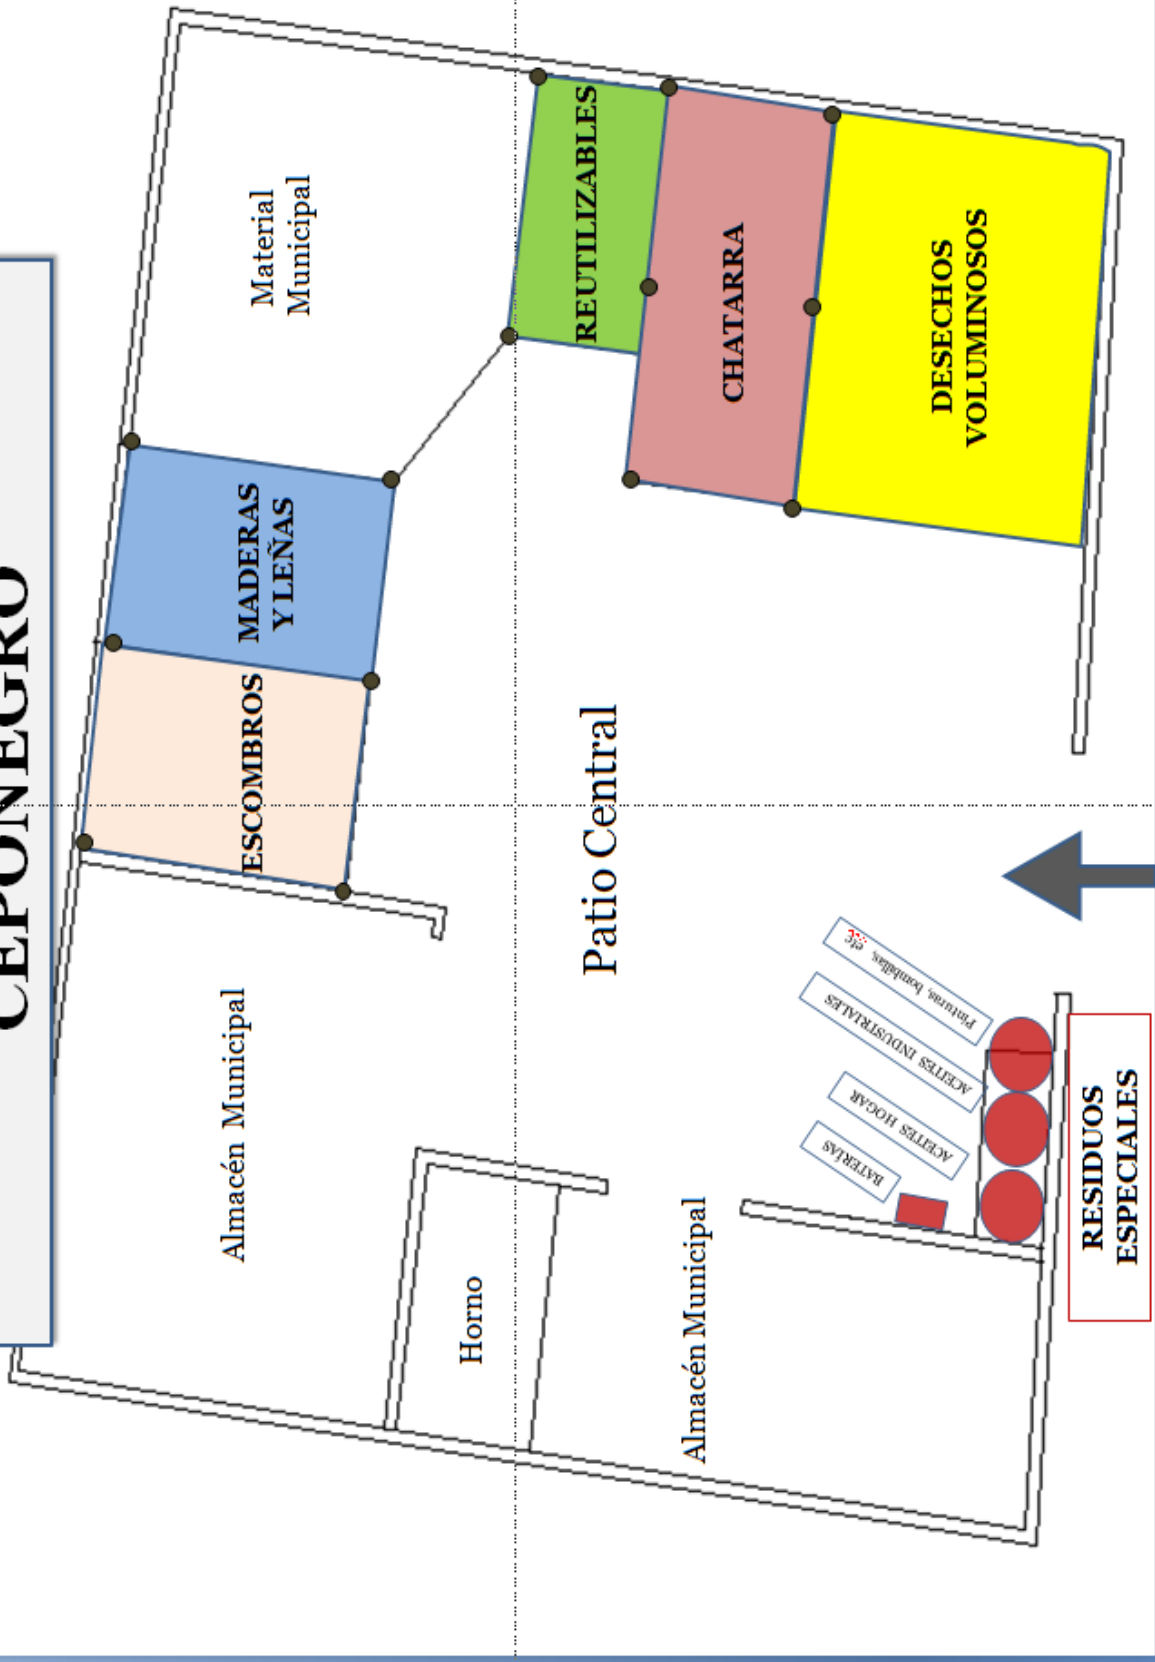 CEPONEGRO
Material
Municipal
REUTILIZABLES
CHATARRA
DESECHOS
VOLUMINOSOS
MADERAS
Y LEÑAS
ESCOMBROS
Patio Central
Almacén Municipal
Horno
Almacén Municipal
Pinturas, bombillas, etc
ACEITES INDUSTRIALES
ACEITES HOGAR
BATERÍAS
RESIDUOS
ESPECIALES